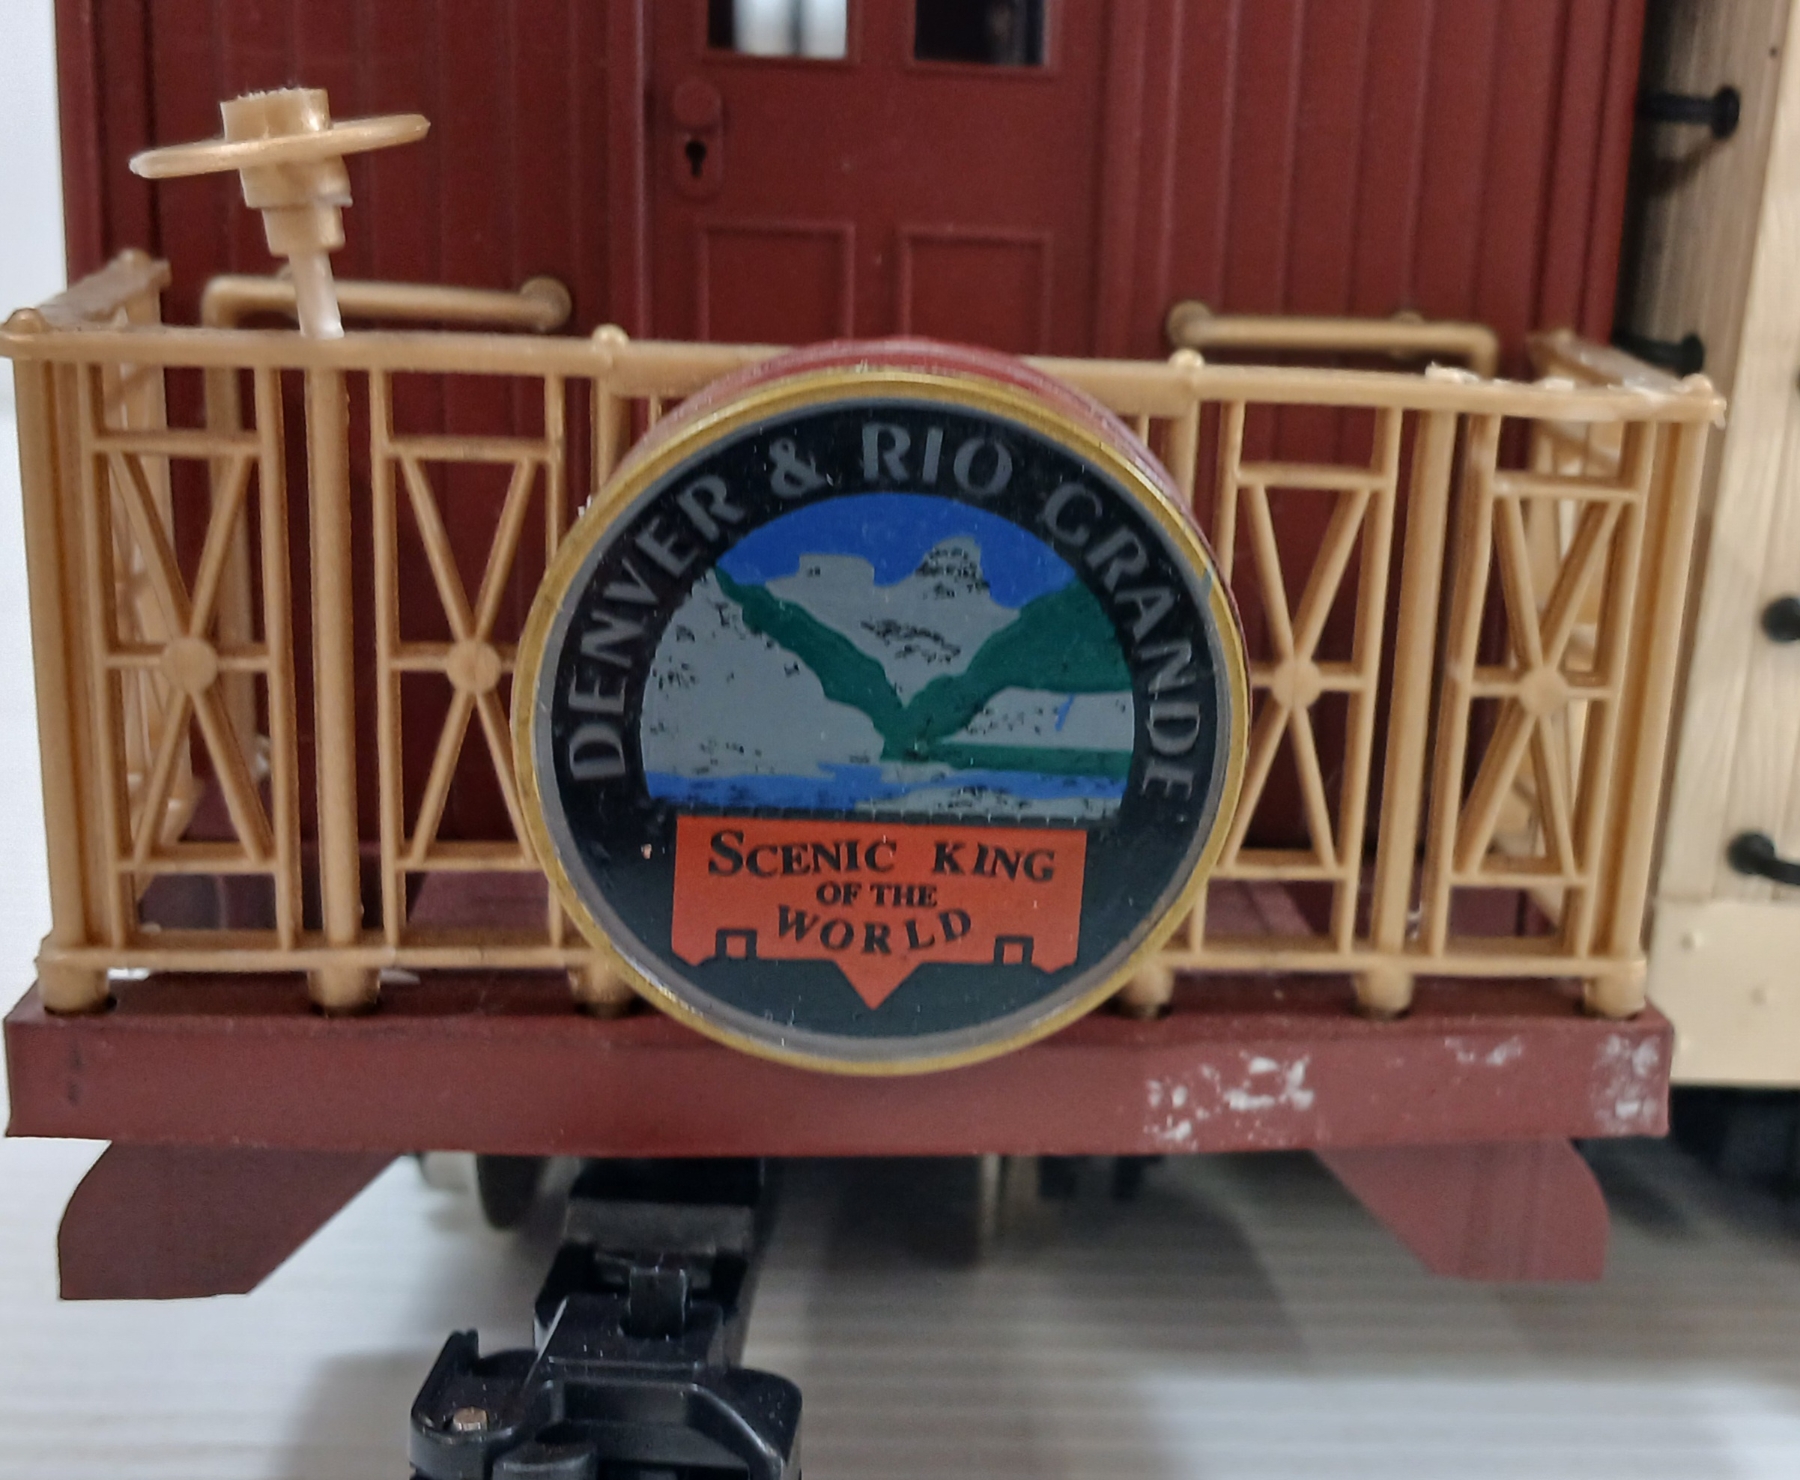 DENVER & RIO GRANDE
SCENIC KING
OF THE
WORLD